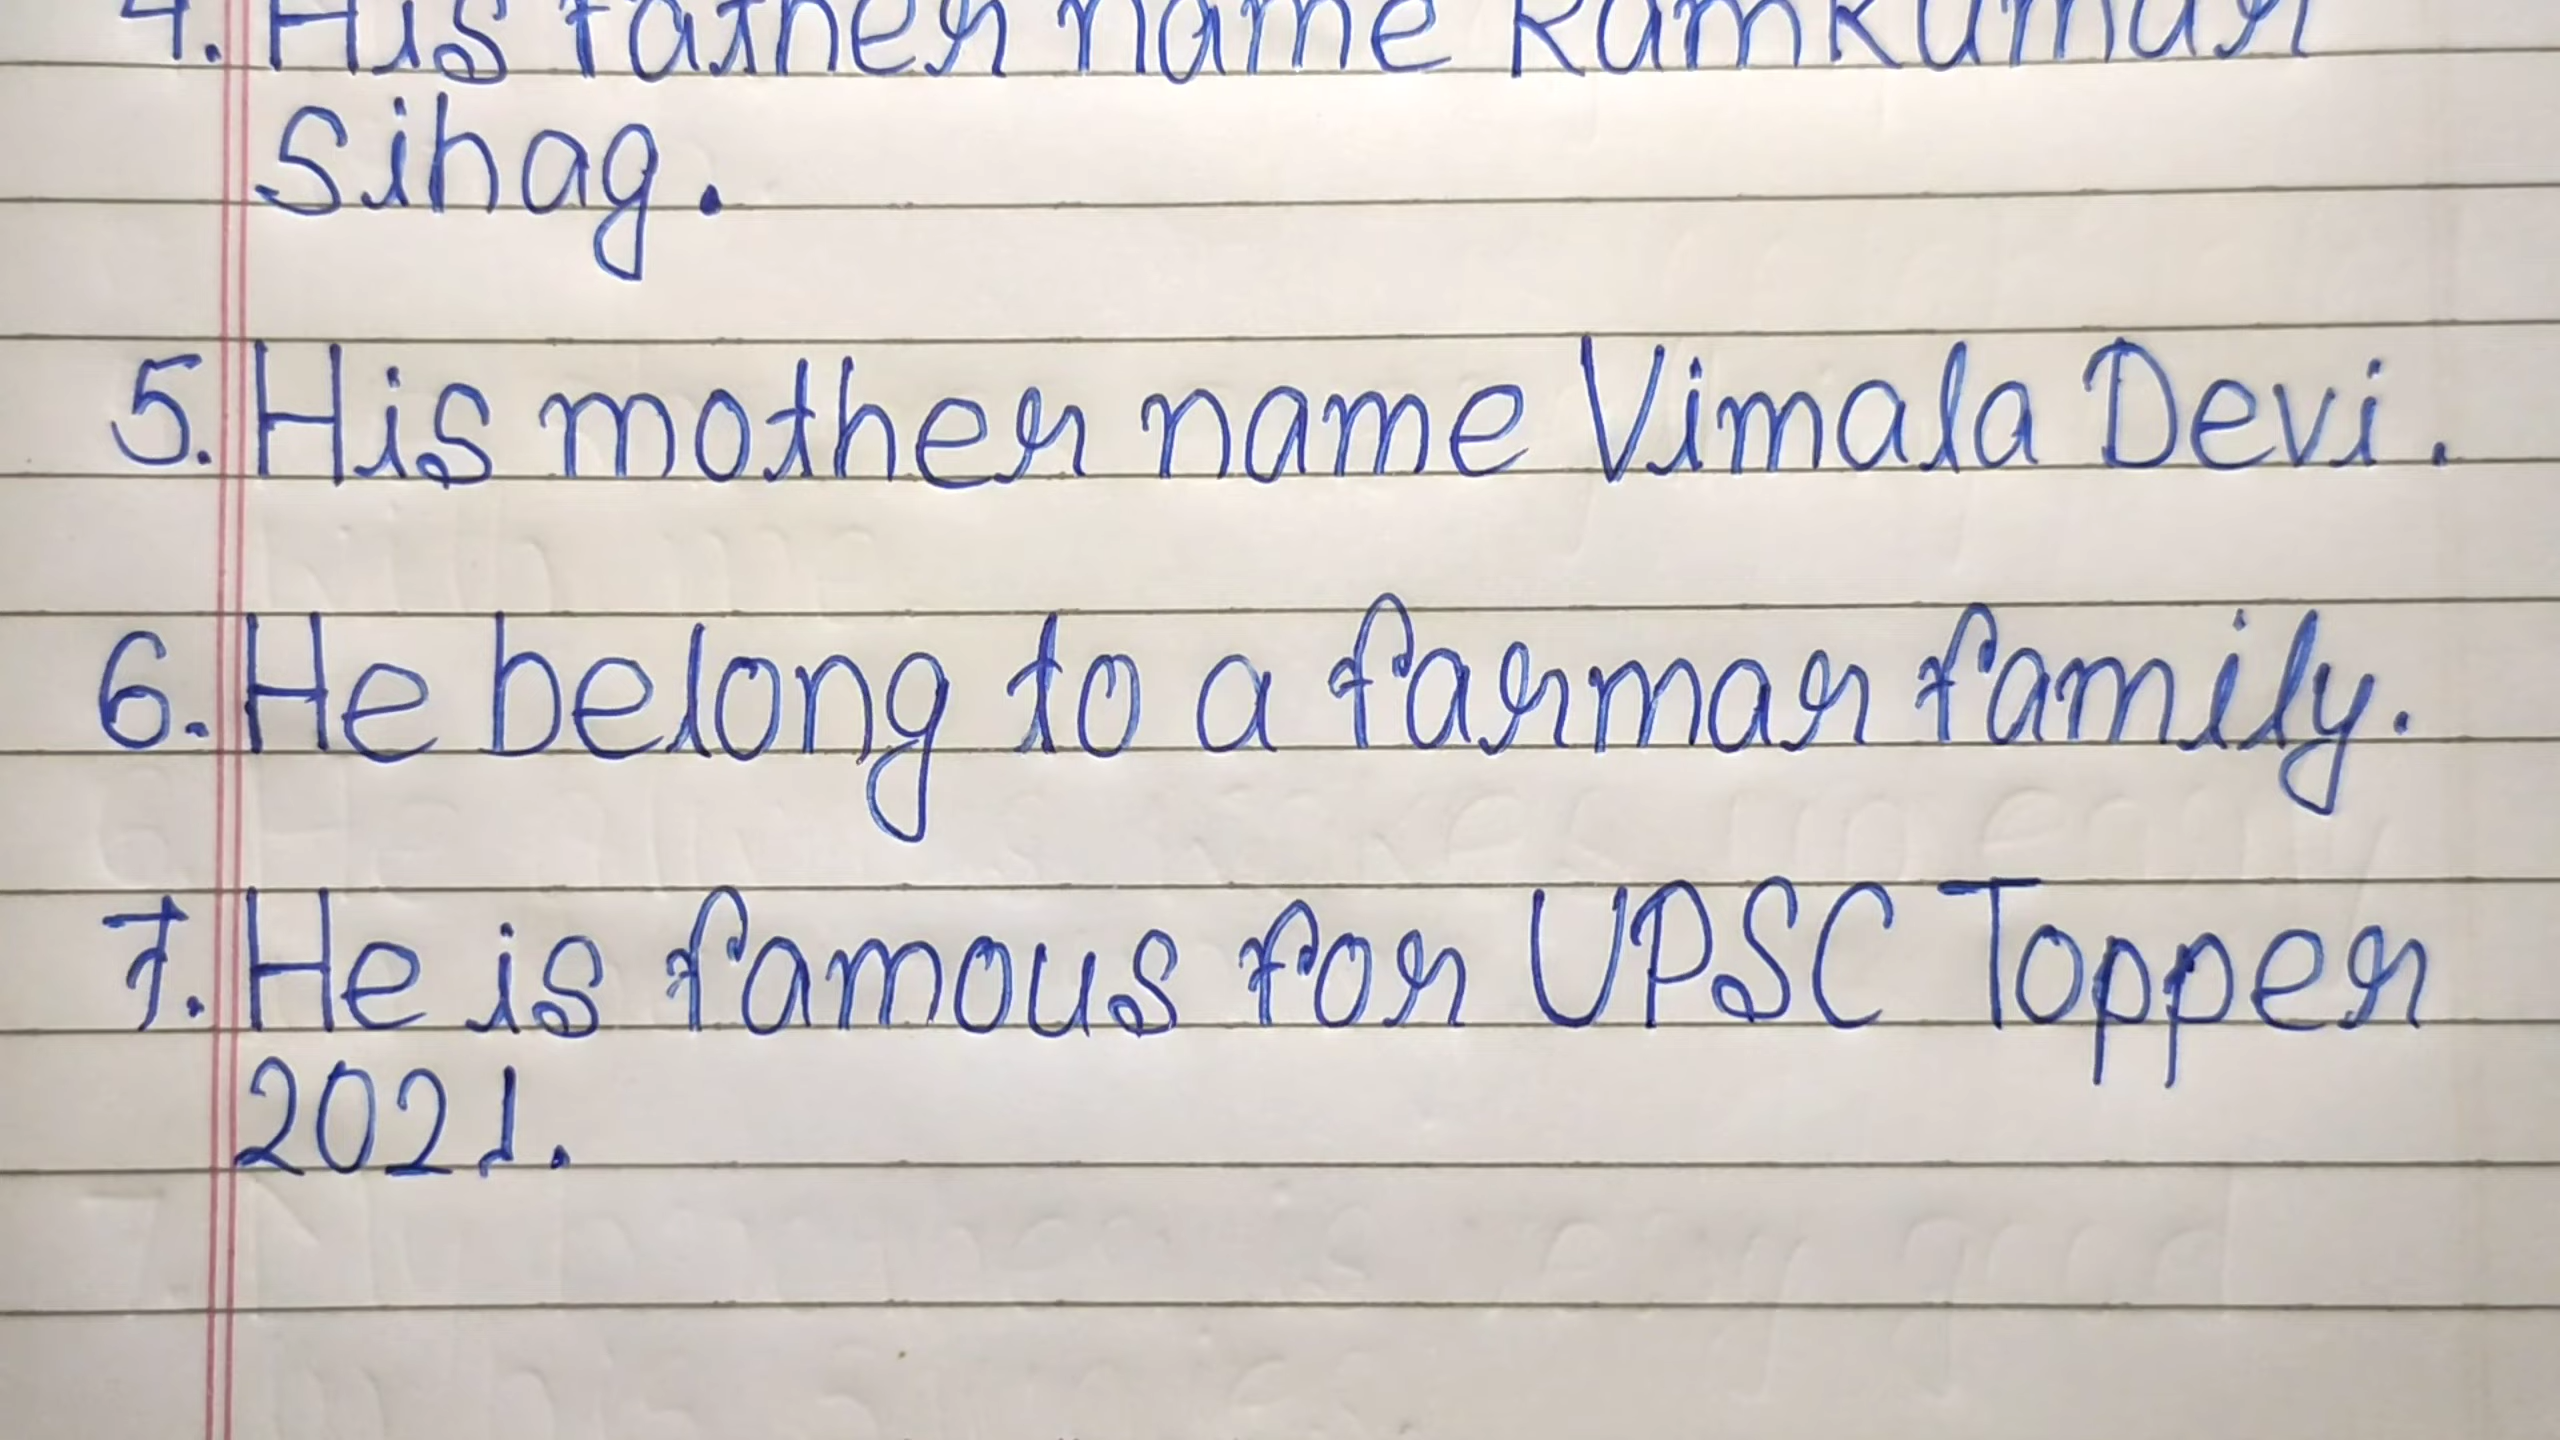 4. His father name Ramkumar
Sihag.
5. His mother name Vimala Devi.
6. He belong to a farmar family.
7. He is famous for UPSC Topper
2021.